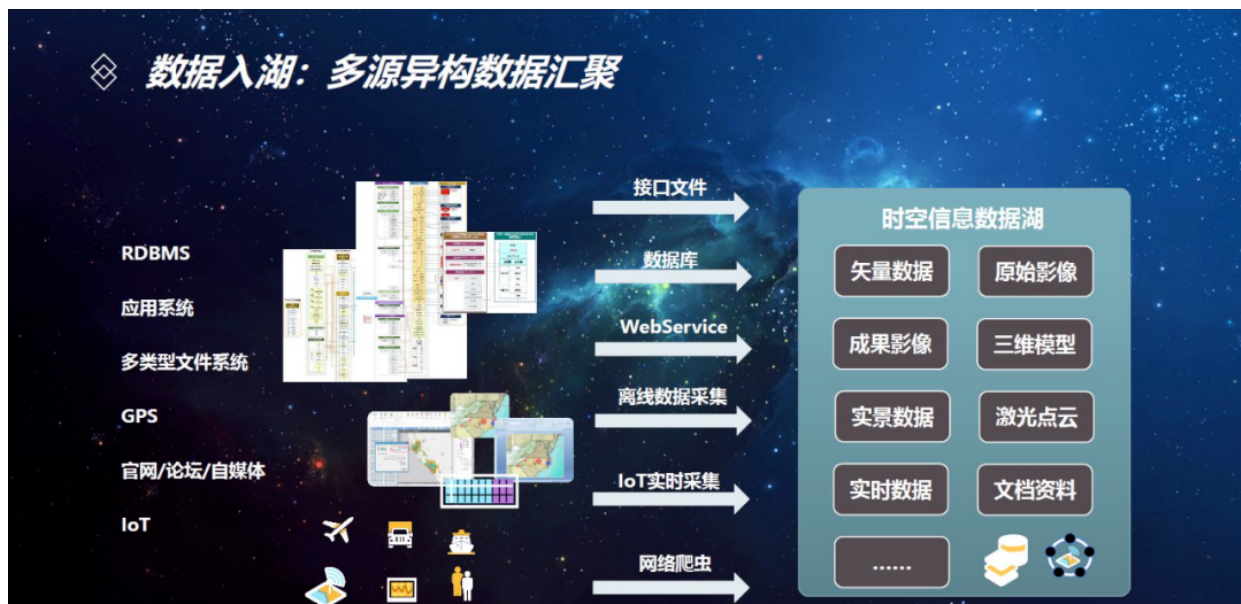 数据入湖：多源异构数据汇聚
RDBMS
应用系统
多类型文件系统
GPS
官网/论坛/自媒体
IoT
接口文件
数据库
WebService
离线数据采集
IoT实时采集
网络爬虫
时空信息数据湖
矢量数据
原始影像
成果影像
三维模型
实景数据
激光点云
实时数据
文档资料
......